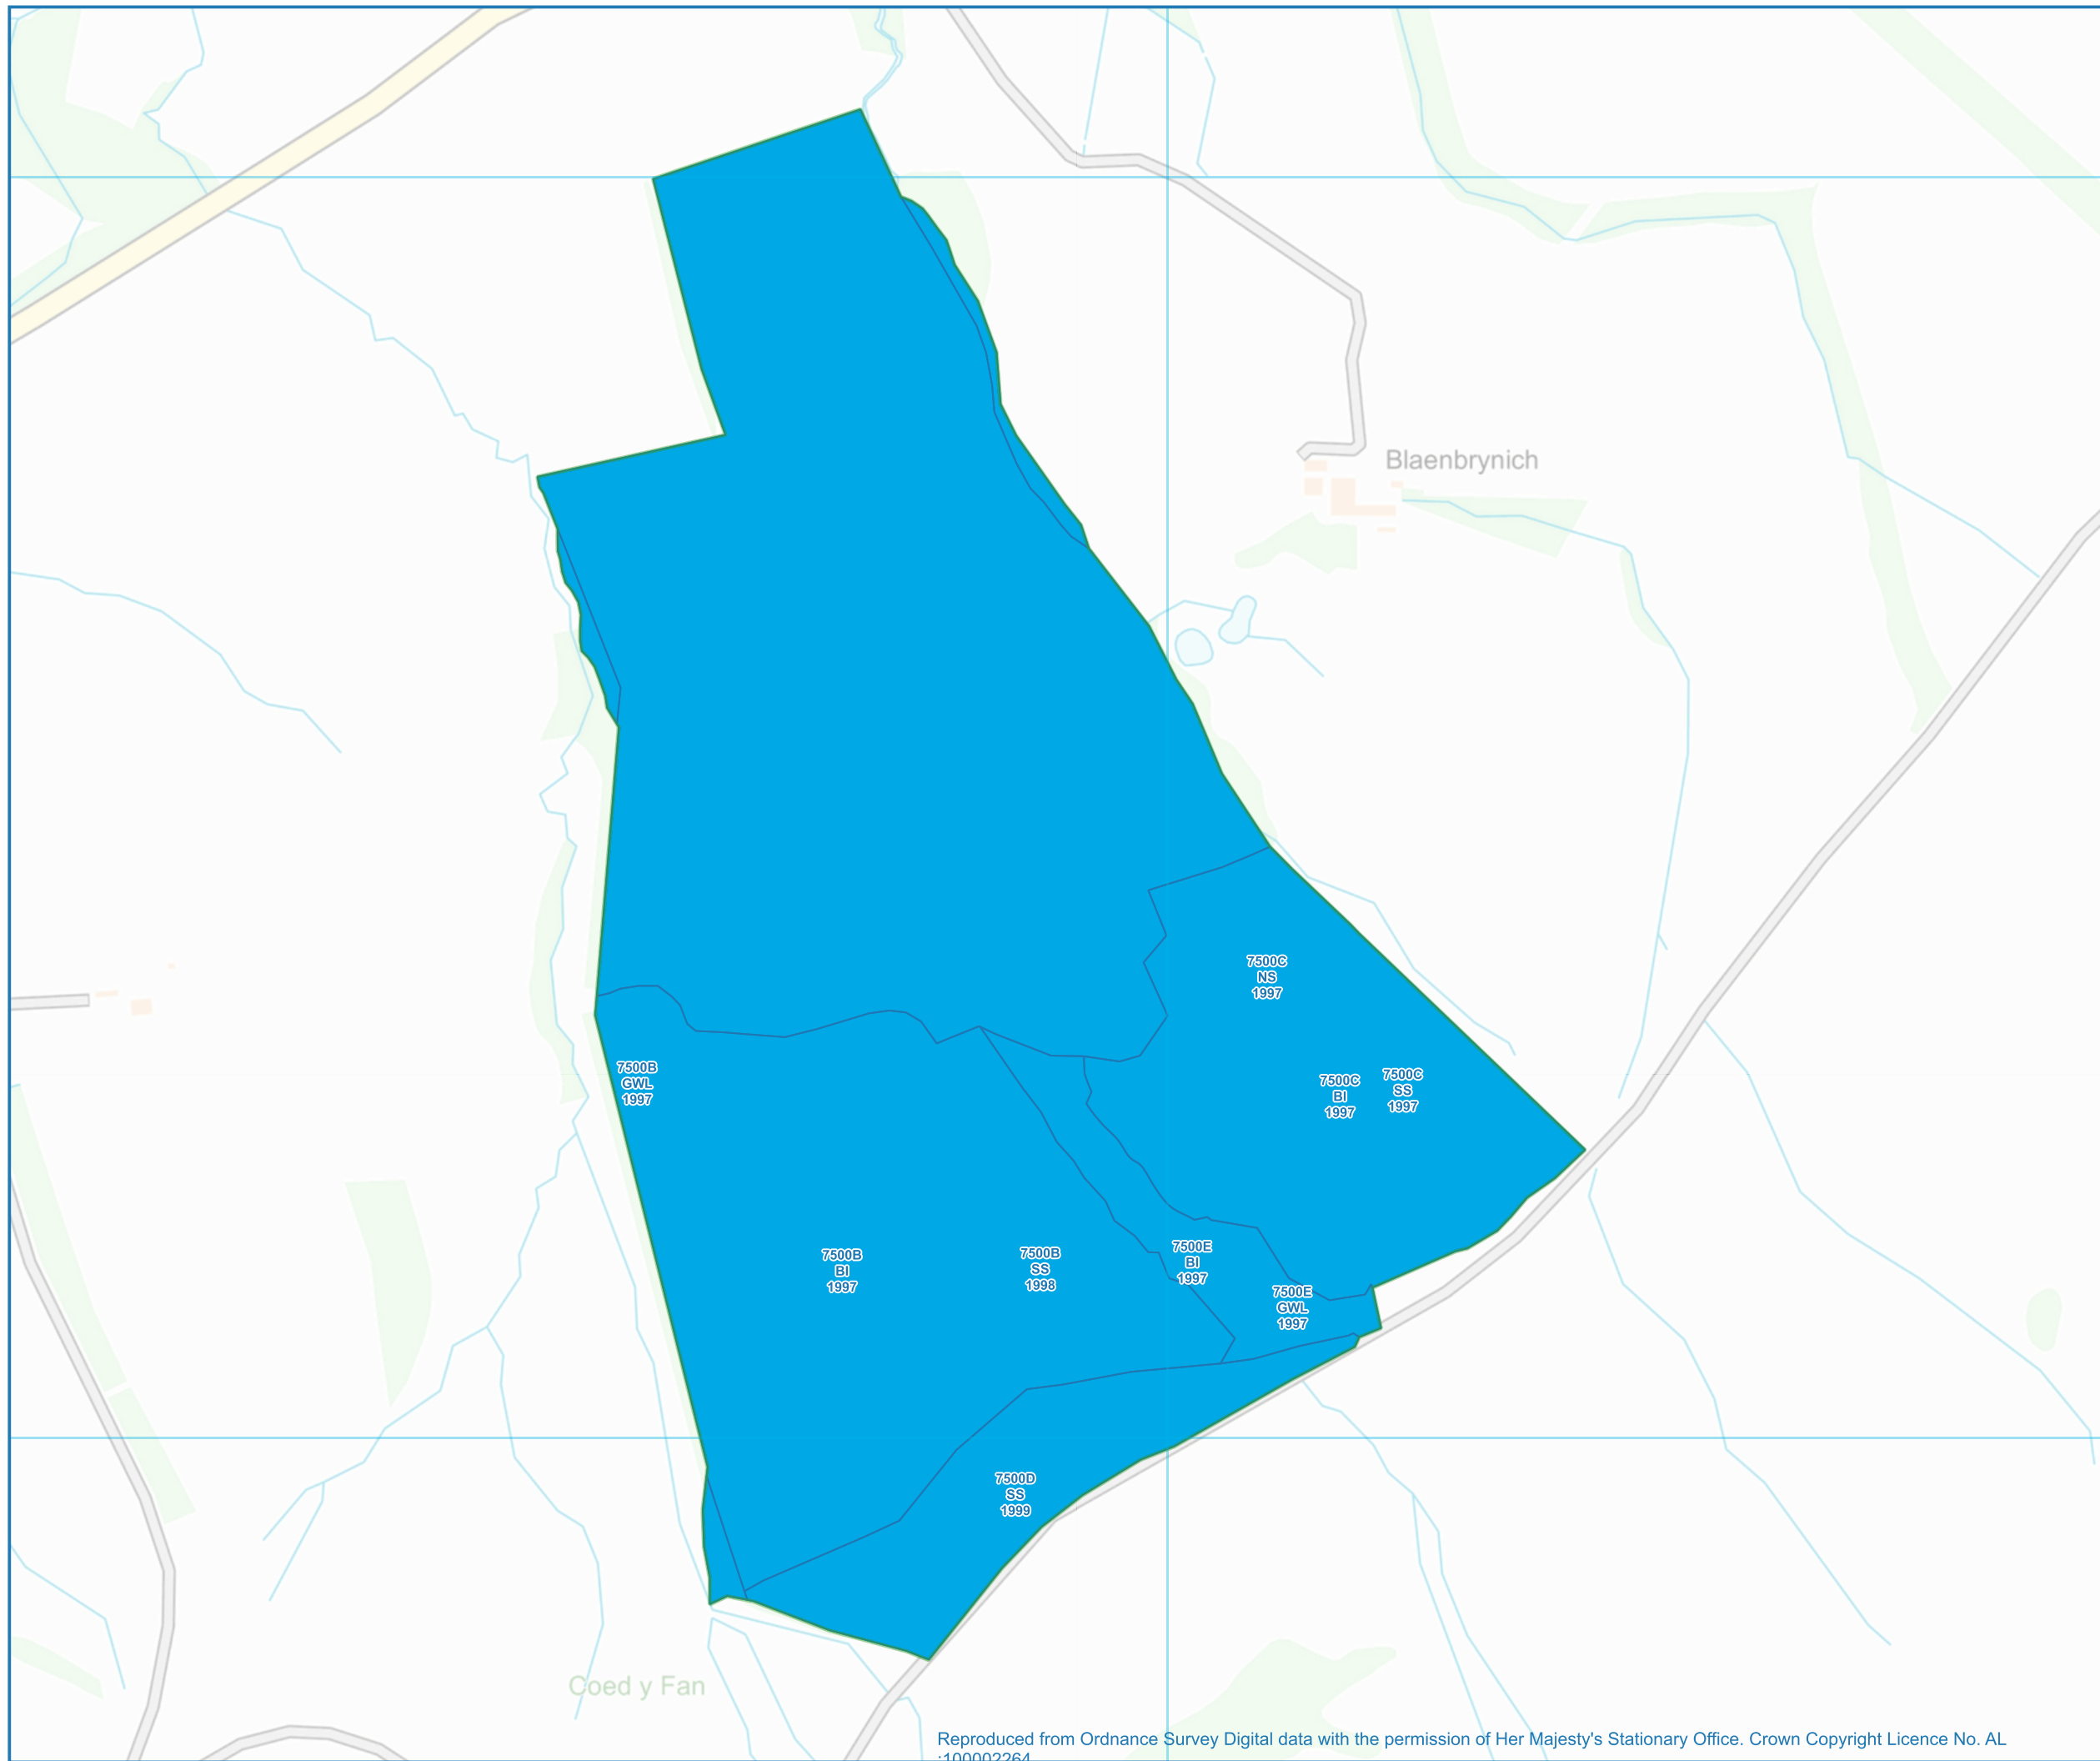 Blaenbrynich
7500C
NS
1997
7500B
GWL
1997
7500C
BI
1997
7500C
SS
1997
7500B
BI
1997
7500B
SS
1998
7500E
BI
1997
7500E
GWL
1997
7500D
SS
1999
Coed y Fan
Reproduced from Ordnance Survey Digital data with the permission of Her Majesty's Stationary Office. Crown Copyright Licence No. AL
:100002264